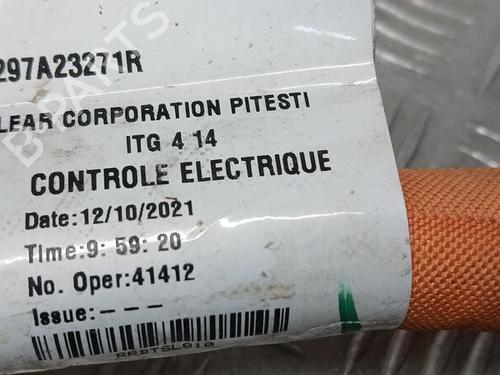 297A23271R
LEAR CORPORATION PITESTI
ITG 4 14
CONTROLE ELECTRIQUE
Date:12/10/2021
Time:9: 59: 20
No. Oper:41412
Issue:- - -
B-PARTS